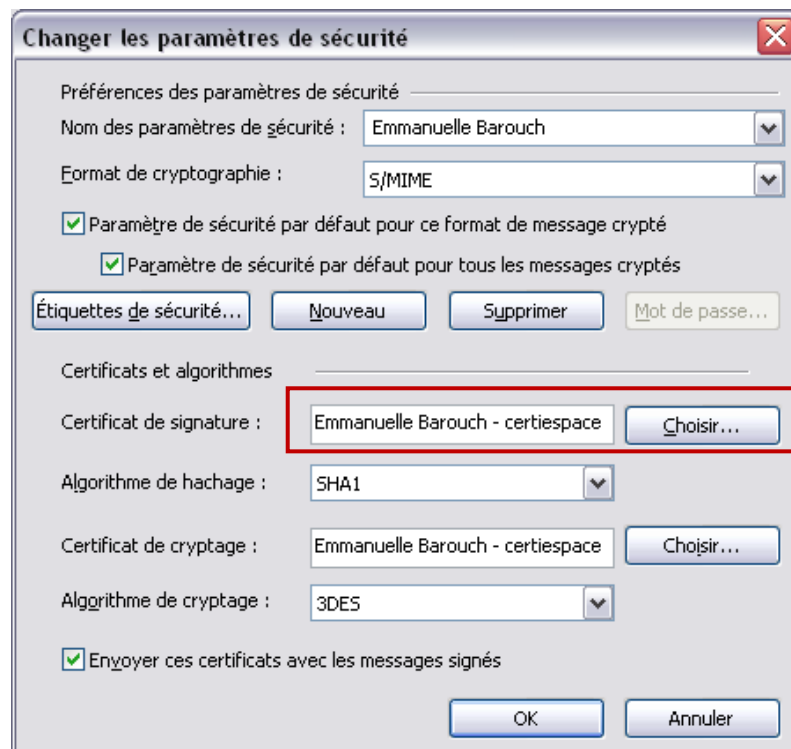 Changer les paramètres de sécurité
Préférences des paramètres de sécurité
Nom des paramètres de sécurité : Emmanuelle Barouch
Format de cryptographie : S/MIME
Paramètre de sécurité par défaut pour ce format de message crypté
Paramètre de sécurité par défaut pour tous les messages cryptés
Étiquettes de sécurité... Nouveau Supprimer Mot de passe...
Certificats et algorithmes
Certificat de signature : Emmanuelle Barouch - certiespace Choisir...
Algorithme de hachage : SHA1
Certificat de cryptage : Emmanuelle Barouch - certiespace Choisir...
Algorithme de cryptage : 3DES
Envoyer ces certificats avec les messages signés
OK Annuler